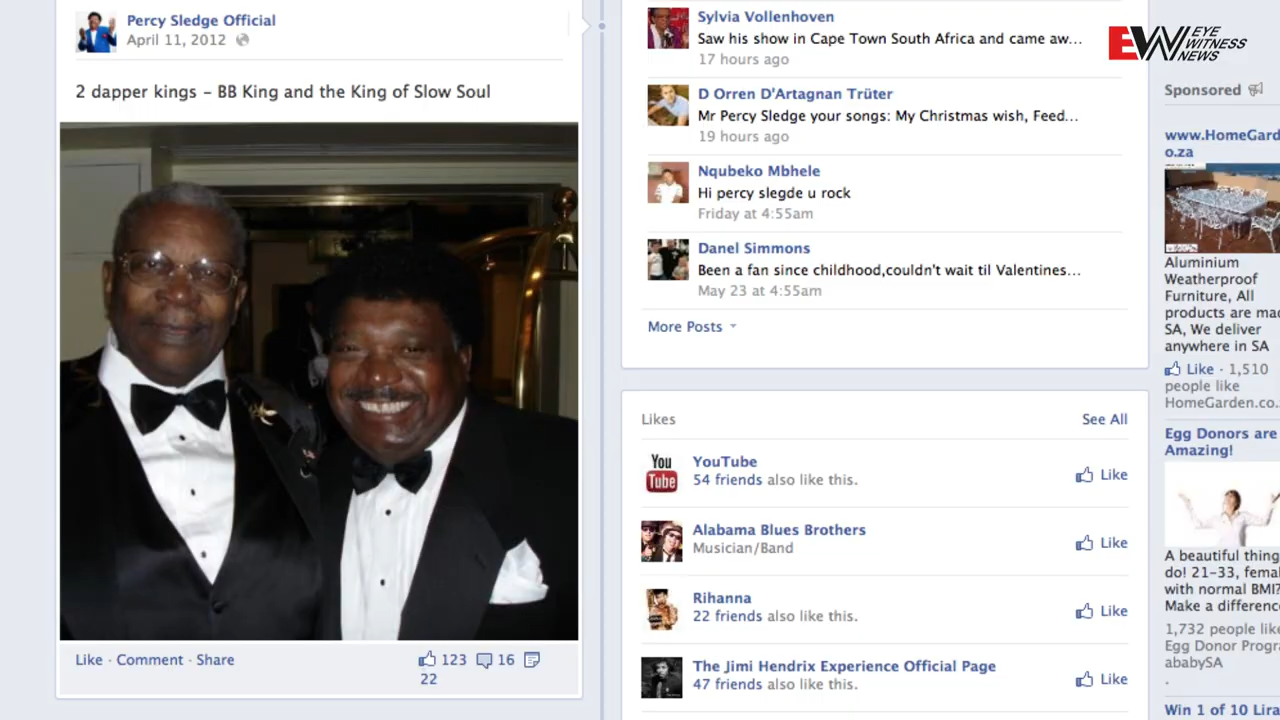 Percy Sledge Official
April 11, 2012
2 dapper kings – BB King and the King of Slow Soul
Like · Comment · Share
123 16
22
Sylvia Vollenhoven
Saw his show in Cape Town South Africa and came aw...
17 hours ago
D Orren D'Artagnan Trüter
Mr Percy Sledge your songs: My Christmas wish, Feed...
19 hours ago
Nqubeko Mbhele
Hi percy slegde u rock
Friday at 4:55am
Danel Simmons
Been a fan since childhood,couldn't wait til Valentines...
May 23 at 4:55am
More Posts
Likes See All
You
Tube
YouTube
54 friends also like this.
Like
Alabama Blues Brothers
Musician/Band
Like
Rihanna
22 friends also like this.
Like
The Jimi Hendrix Experience Official Page
47 friends also like this.
Like
EWN EYE
WITNESS
NEWS
Sponsored
www.HomeGard
o.za
Aluminium
Weatherproof
Furniture, All
products are mad
SA, We deliver
anywhere in SA
Like · 1,510
people like
HomeGarden.co.
Egg Donors are
Amazing!
A beautiful thing
do! 21-33, fema
with normal BMI?
Make a difference
1,732 people like
Egg Donor Progr
ababySA
.
Win 1 of 10 Lira